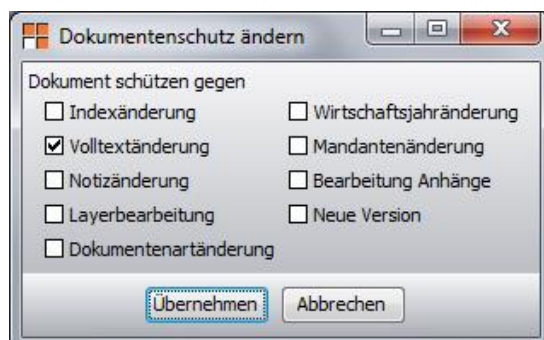 Dokumentenschutz ändern
Dokument schützen gegen
Indexänderung
Wirtschaftsjahränderung
Volltextänderung
Mandantenänderung
Notizänderung
Bearbeitung Anhänge
Layerbearbeitung
Neue Version
Dokumentenartänderung
Übernehmen
Abbrechen